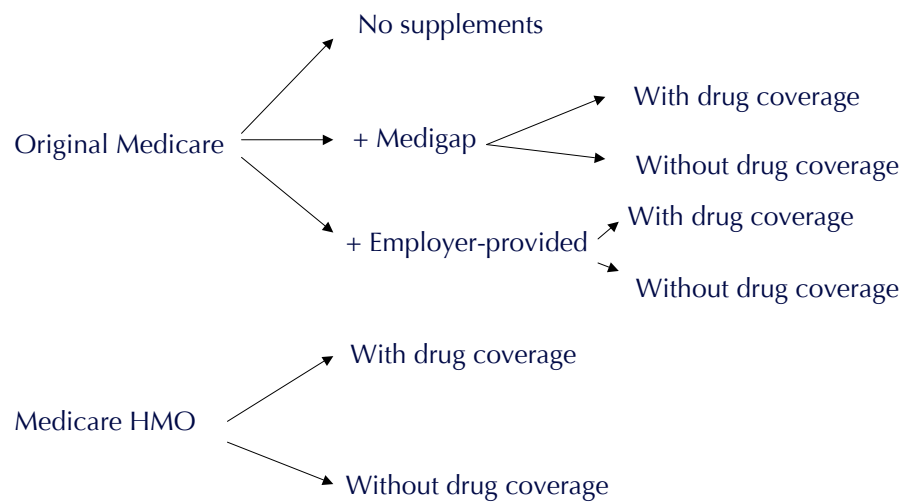 No supplements
With drug coverage
Original Medicare
+ Medigap
Without drug coverage
With drug coverage
+ Employer-provided
Without drug coverage
With drug coverage
Medicare HMO
Without drug coverage